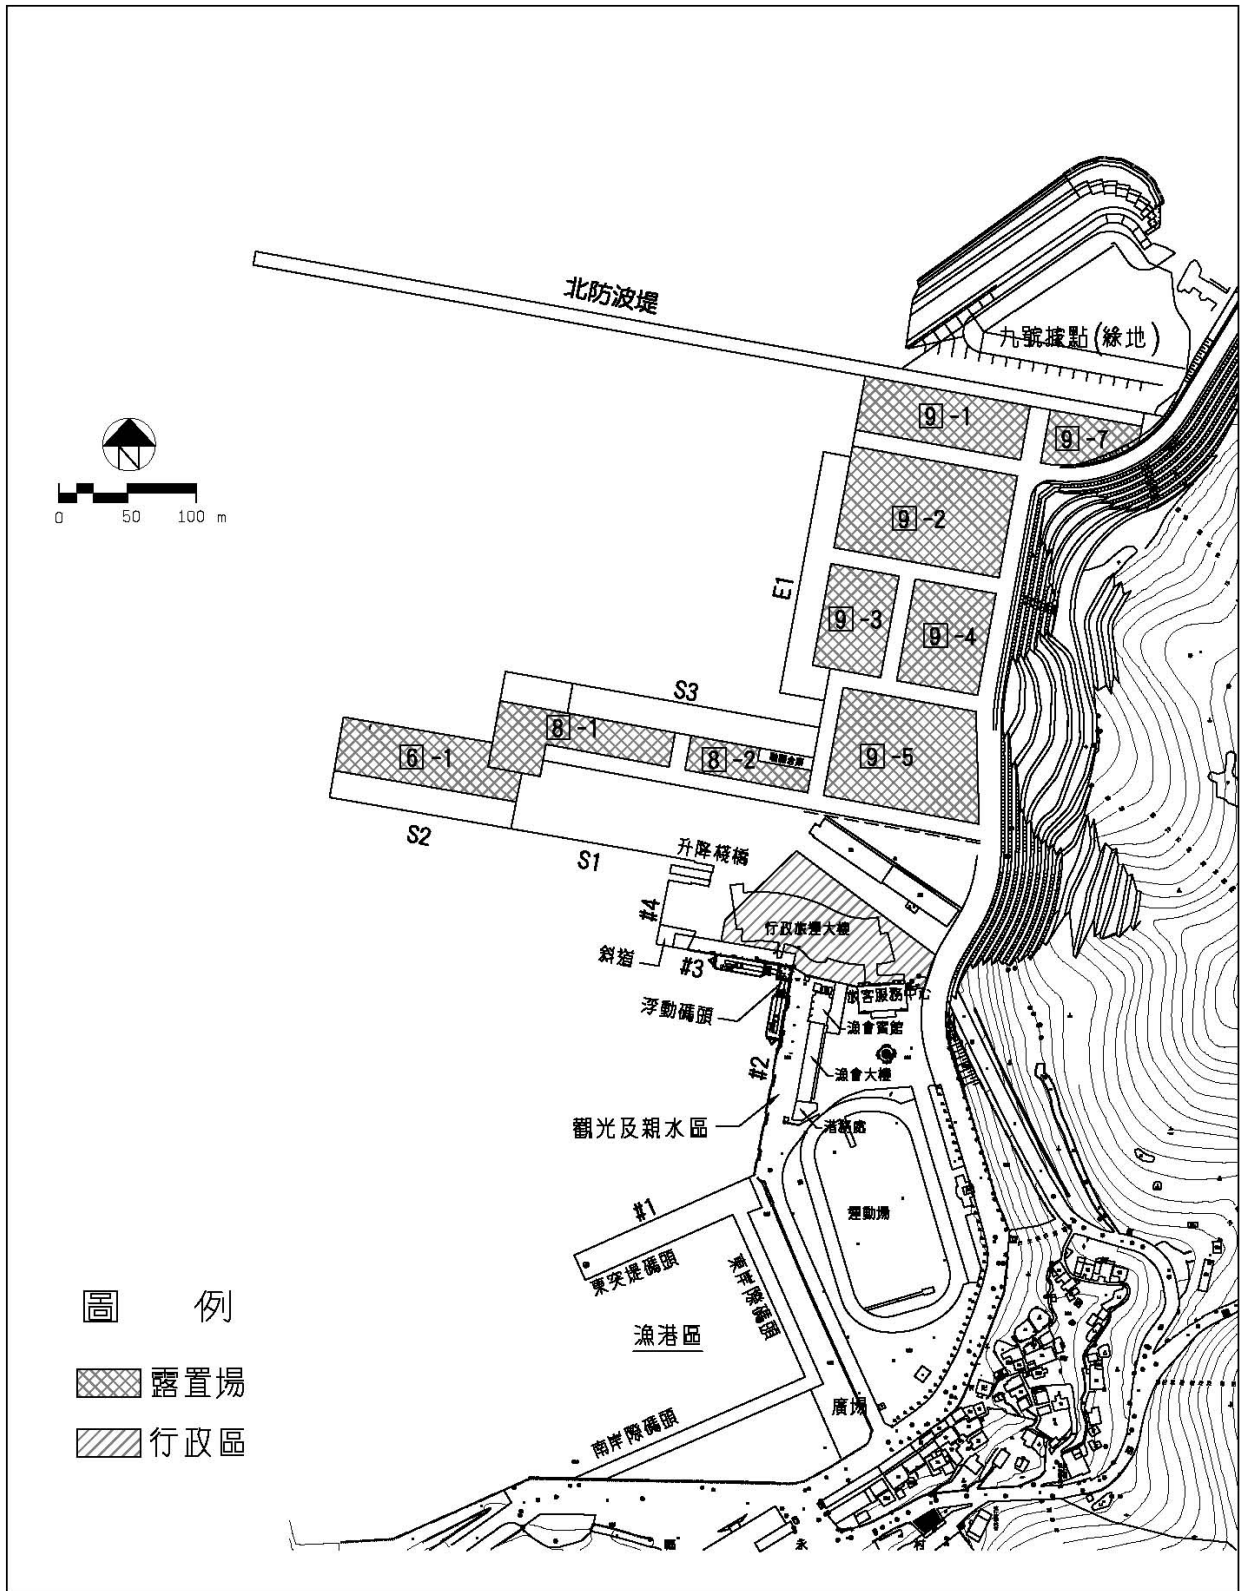 北防波堤
九號據點(綠地)
9-1
9-7
N
0 50 100 m
9-2
E1
9-3
9-4
S3
8-1
8-2
6-1
9-5
S2
S1
升降棧橋
#4
行政旅運大樓
斜道
#3
旅客服務中心
浮動碼頭
漁會賓館
#2
漁會大樓
觀光及親水區
港務處
#1
運動場
東突堤碼頭
東岸際碼頭
漁港區
圖 例
露置場
廣場
行政區
南岸際碼頭
永
村